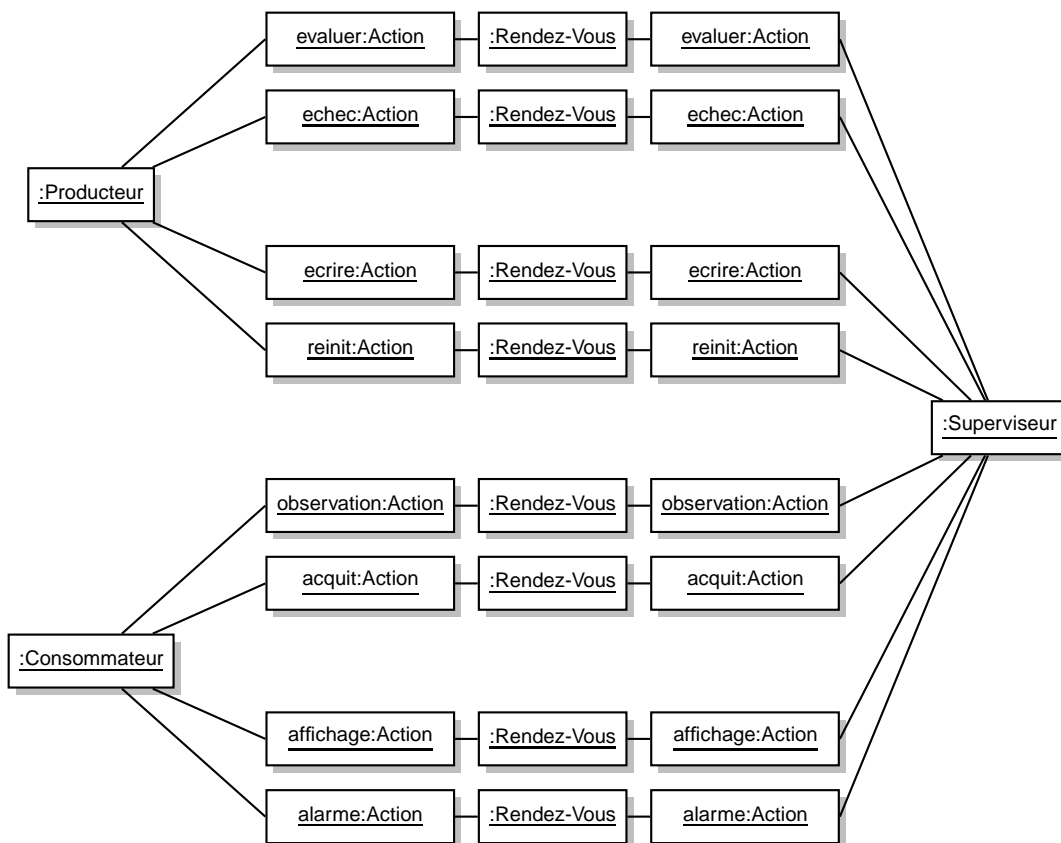 evaluer:Action
:Rendez-Vous
evaluer:Action
echec:Action
:Rendez-Vous
echec:Action
:Producteur
ecrire:Action
:Rendez-Vous
ecrire:Action
reinit:Action
:Rendez-Vous
reinit:Action
:Superviseur
observation:Action
:Rendez-Vous
observation:Action
acquit:Action
:Rendez-Vous
acquit:Action
:Consommateur
affichage:Action
:Rendez-Vous
affichage:Action
alarme:Action
:Rendez-Vous
alarme:Action